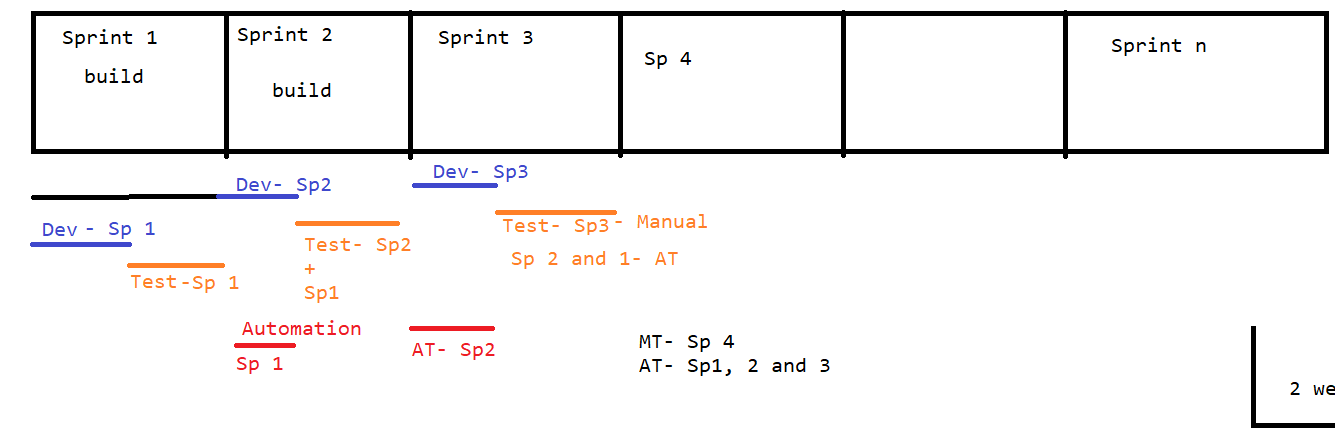 Sprint 1
build
Sprint 2
build
Sprint 3
Sp 4
Sprint n
Dev - Sp 1
Test-Sp 1
Dev- Sp2
Test- Sp2
+
Sp1
Automation
Sp 1
Dev- Sp3
Test- Sp3 - Manual
Sp 2 and 1- AT
AT- Sp2
MT- Sp 4
AT- Sp1, 2 and 3
2 we